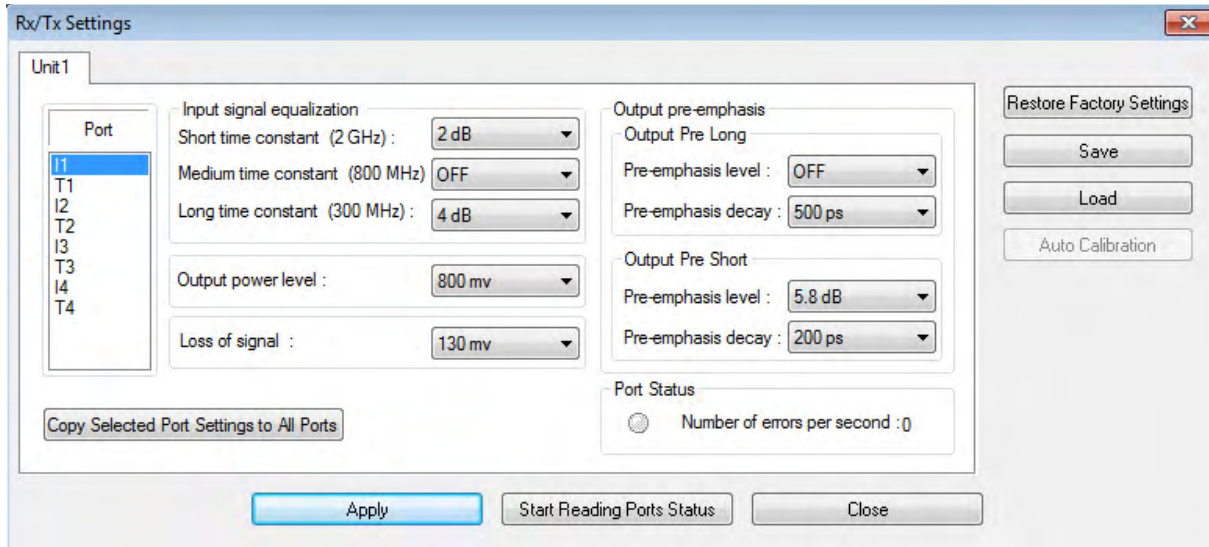 Rx/Tx Settings
Unit1
Port
I1
T1
I2
T2
I3
T3
I4
T4
Input signal equalization
Short time constant (2 GHz) : 2 dB
Medium time constant (800 MHz) OFF
Long time constant (300 MHz) : 4 dB
Output power level : 800 mv
Loss of signal : 130 mv
Output pre-emphasis
Output Pre Long
Pre-emphasis level : OFF
Pre-emphasis decay : 500 ps
Output Pre Short
Pre-emphasis level : 5.8 dB
Pre-emphasis decay : 200 ps
Port Status
Number of errors per second : 0
Copy Selected Port Settings to All Ports
Restore Factory Settings
Save
Load
Auto Calibration
Apply
Start Reading Ports Status
Close